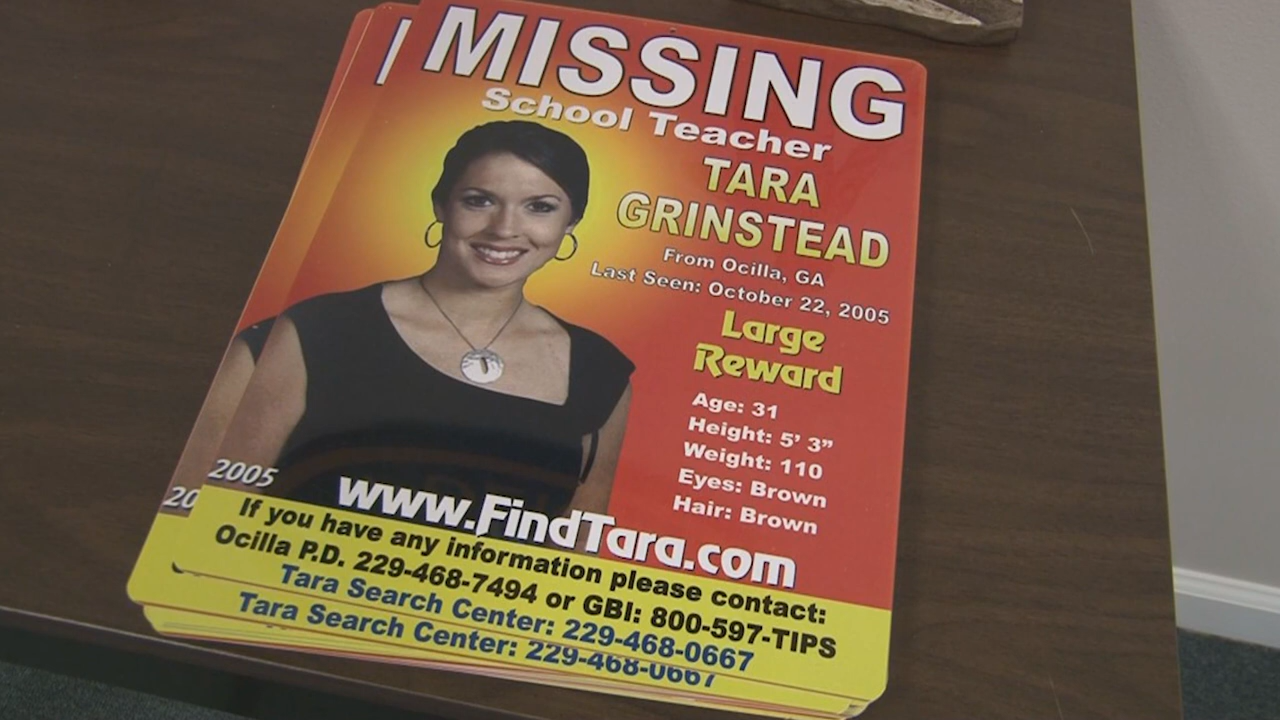 MISSING
School Teacher
TARA
GRINSTEAD
From Ocilla, GA
Last Seen: October 22, 2005
Large
Reward
Age: 31
Height: 5' 3"
Weight: 110
Eyes: Brown
Hair: Brown
2005
20
www.FindTara.com
If you have any information please contact:
Ocilla P.D. 229-468-7494 or GBI: 800-597-TIPS
Tara Search Center: 229-468-0667
Tara Search Center: 229-468-0667